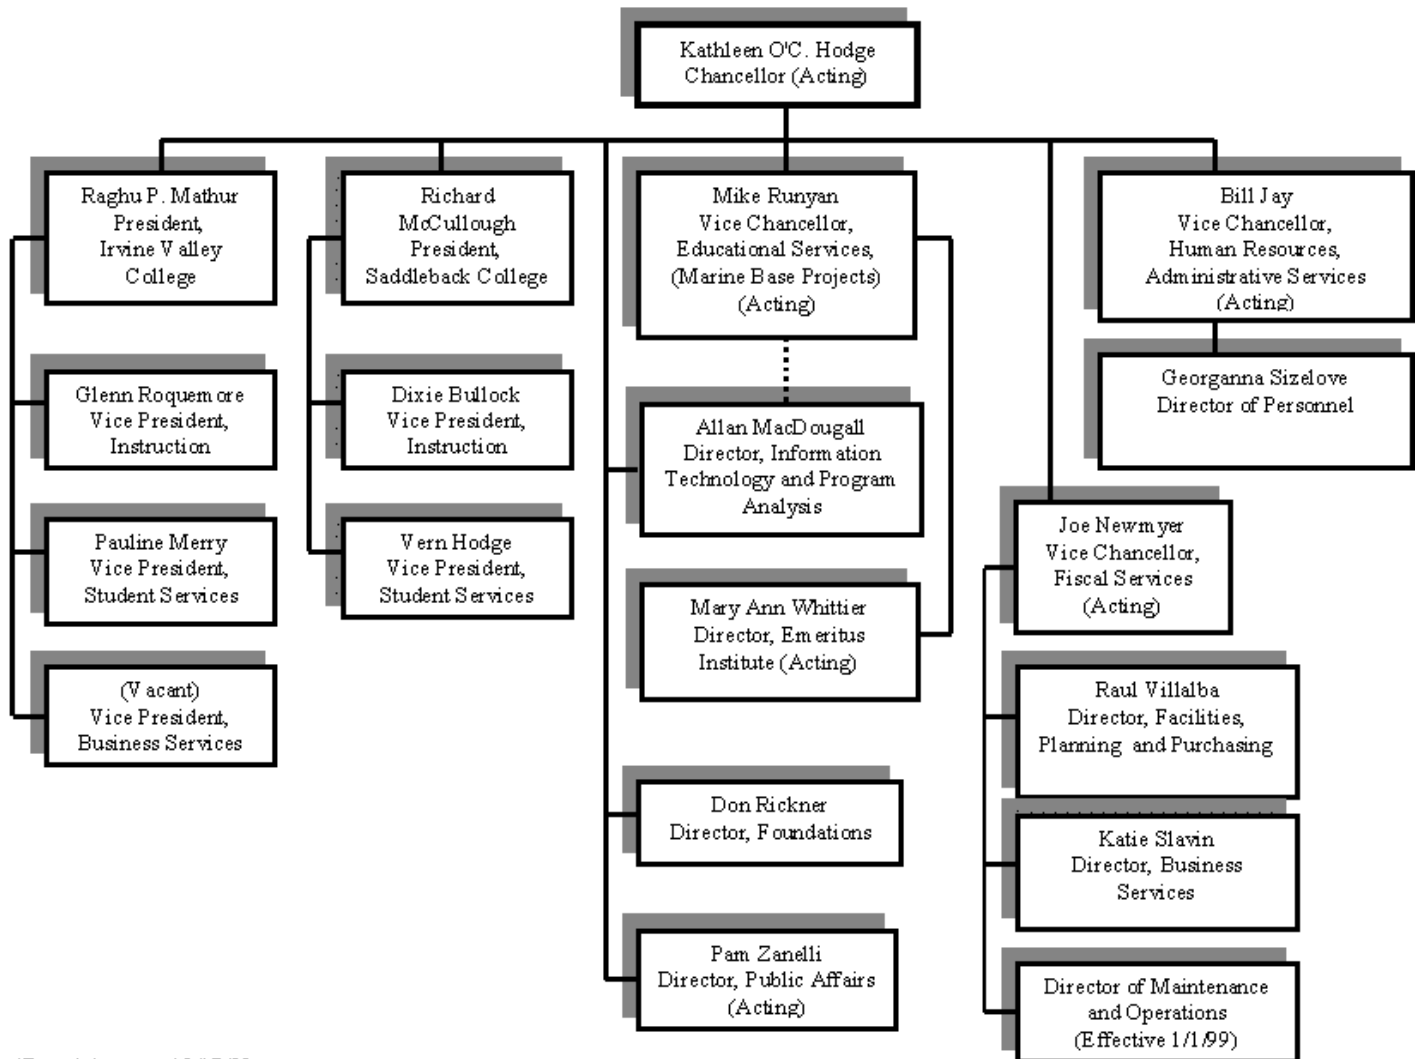 Kathleen O'C. Hodge
Chancellor (Acting)
Raghu P. Mathur
President,
Irvine Valley
College
Richard
McCullough
President,
Saddleback College
Mike Runyan
Vice Chancellor,
Educational Services,
(Marine Base Projects)
(Acting)
Bill Jay
Vice Chancellor,
Human Resources,
Administrative Services
(Acting)
Glenn Roquemore
Vice President,
Instruction
Dixie Bullock
Vice President,
Instruction
Allan MacDougall
Director, Information
Technology and Program
Analysis
Georganna Sizelove
Director of Personnel
Pauline Merry
Vice President,
Student Services
Vern Hodge
Vice President,
Student Services
Mary Ann Whittier
Director, Emeritus
Institute (Acting)
Joe Newmyer
Vice Chancellor,
Fiscal Services
(Acting)
(Vacant)
Vice President,
Business Services
Raul Villalba
Director, Facilities,
Planning and Purchasing
Don Rickner
Director, Foundations
Katie Slavin
Director, Business
Services
Pam Zanelli
Director, Public Affairs
(Acting)
Director of Maintenance
and Operations
(Effective 1/1/99)